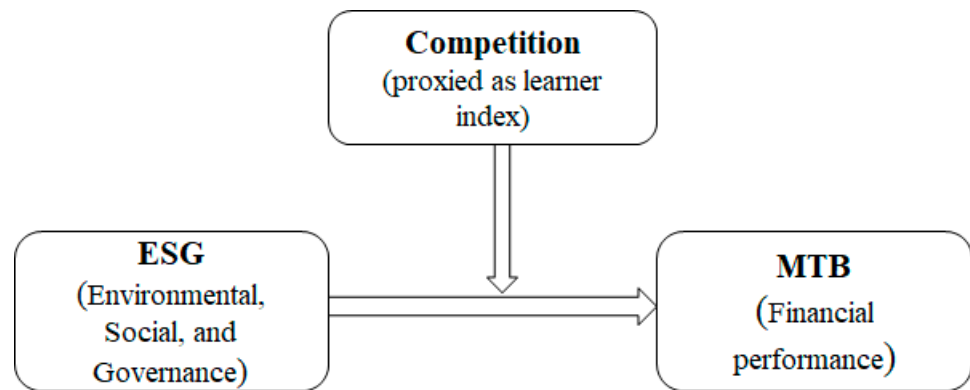 Competition
(proxied as learner
index)
ESG
(Environmental,
Social, and
Governance)
MTB
(Financial
performance)